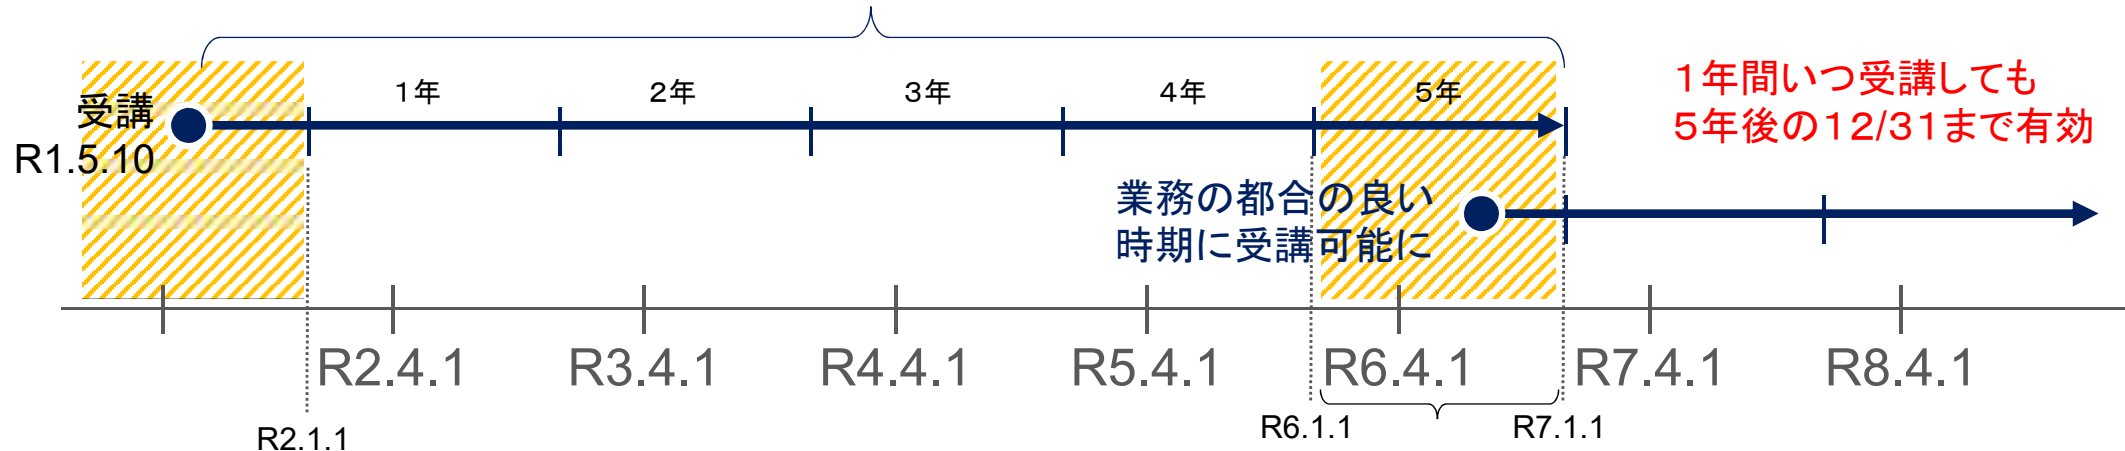 1年
2年
3年
4年
5年
1年間いつ受講しても
5年後の12/31まで有効
受講
R1.5.10
業務の都合の良い
時期に受講可能に
R2.4.1
R3.4.1
R4.4.1
R5.4.1
R6.4.1
R7.4.1
R8.4.1
R2.1.1
R6.1.1
R7.1.1